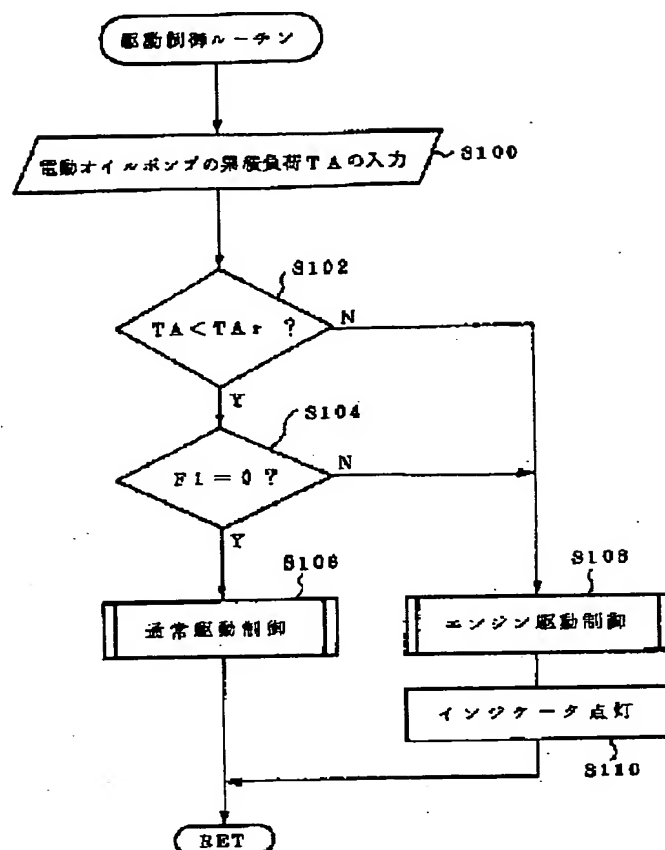 駆動制御ルーチン
電動オイルポンプの累積負荷TAの入力
S100
S102
TA<TAr ?
N
Y
S104
F1=0?
N
Y
S106
S108
通常駆動制御
エンジン駆動制御
インジケータ点灯
S110
RET